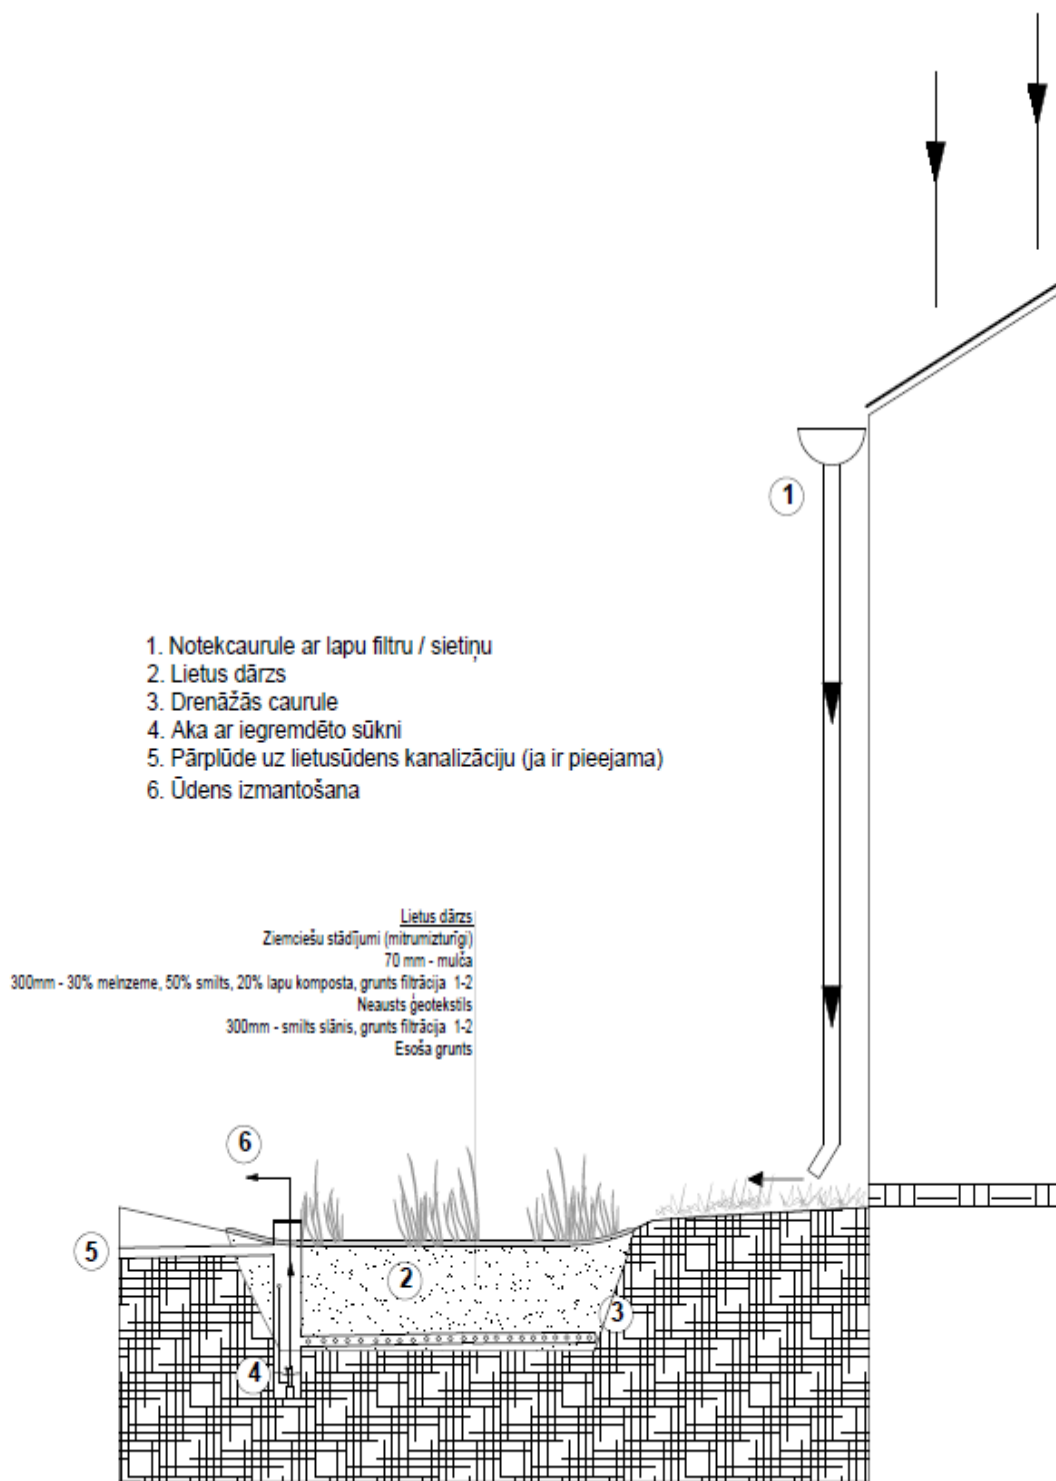 1
1. Notekcaurule ar lapu filtru / sietiņu
2. Lietus dārzs
3. Drenāžās caurule
4. Aka ar iegremdēto sūkni
5. Pārplūde uz lietusūdens kanalizāciju (ja ir pieejama)
6. Ūdens izmantošana
Lietus dārzs
Ziemciešu stādījumi (mitrumizturīgi)
70 mm - mulča
300mm - 30% melnzeme, 50% smilts, 20% lapu komposta, grunts filtrācija 1-2
Neausts ģeotekstils
300mm - smilts slānis, grunts filtrācija 1-2
Esoša grunts
6
5
2
3
4